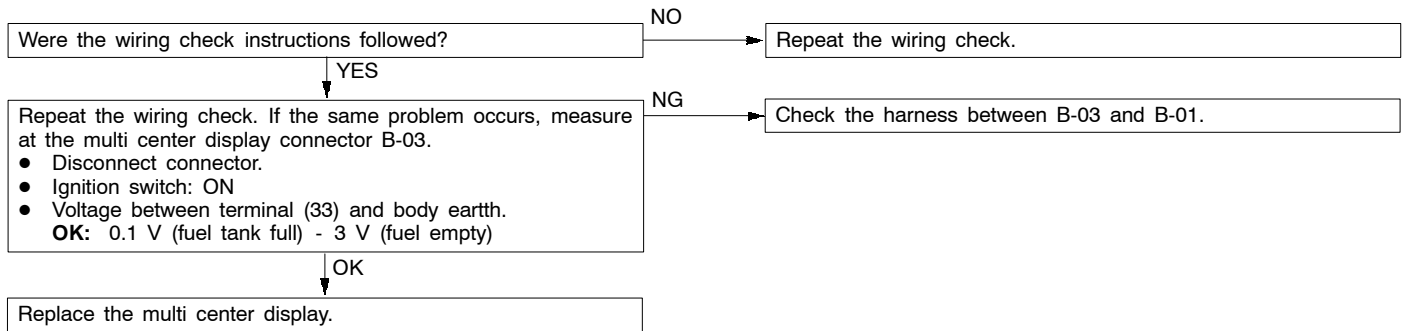 NO
Were the wiring check instructions followed?
Repeat the wiring check.
YES
NG
Repeat the wiring check. If the same problem occurs, measure
at the multi center display connector B-03.
● Disconnect connector.
● Ignition switch: ON
● Voltage between terminal (33) and body eartth.
OK: 0.1 V (fuel tank full) - 3 V (fuel empty)
Check the harness between B-03 and B-01.
OK
Replace the multi center display.